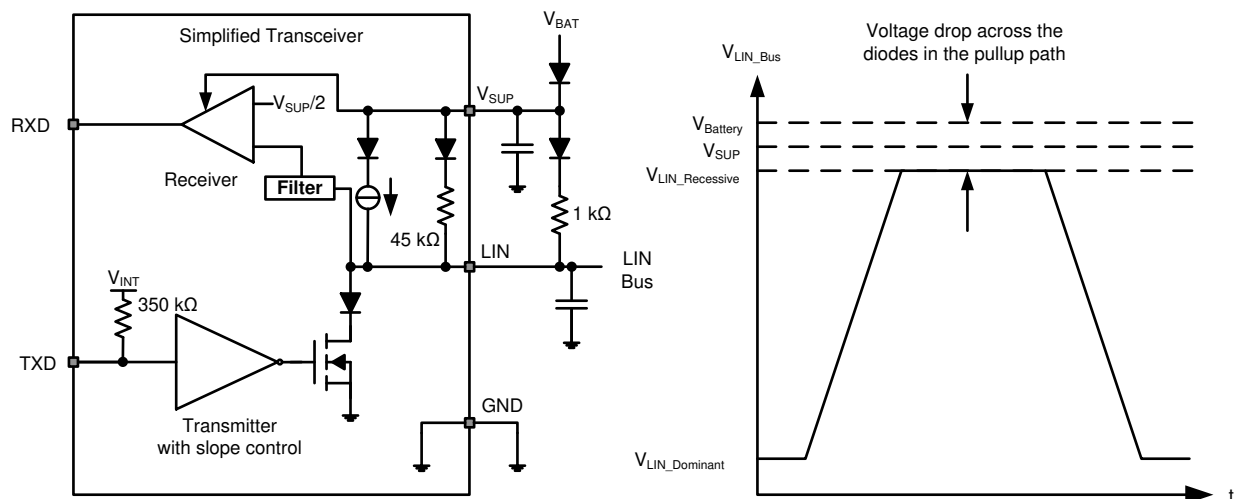 Simplified Transceiver
V_BAT
V_SUP/2
V_SUP
RXD
Receiver
Filter
45 kΩ
1 kΩ
LIN
LIN
Bus
V_INT
350 kΩ
TXD
Transmitter
with slope control
GND
Voltage drop across the
diodes in the pullup path
V_LIN_Bus
V_Battery
V_SUP
V_LIN_Recessive
V_LIN_Dominant
t